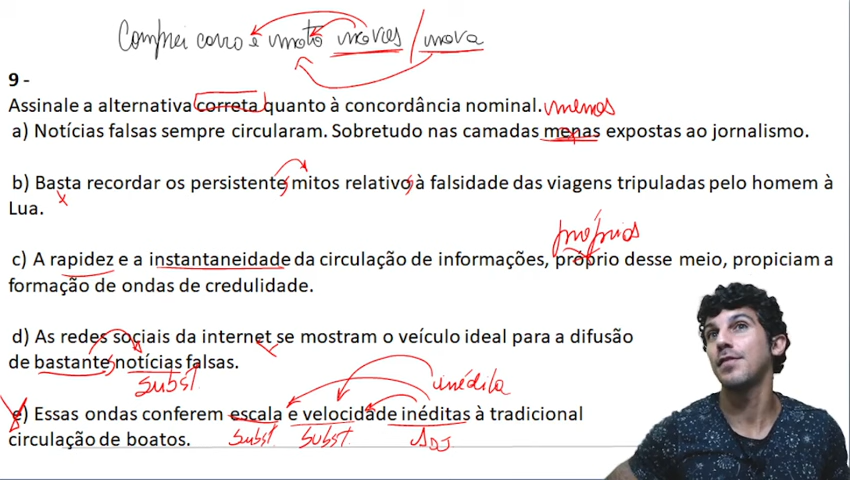 Comprei carro e moto novos / nova
9 -
Assinale a alternativa correta quanto à concordância nominal. menos
a) Notícias falsas sempre circularam. Sobretudo nas camadas menas expostas ao jornalismo.
b) Basta recordar os persistente s mitos relativo s à falsidade das viagens tripuladas pelo homem à
x
Lua.
próprios
c) A rapidez e a instantaneidade da circulação de informações, próprio desse meio, propiciam a
formação de ondas de credulidade.
d) As redes sociais da internet se mostram o veículo ideal para a difusão
de bastante s notícias falsas.
subst
inédita
e) Essas ondas conferem escala e velocidade inéditas à tradicional
circulação de boatos.
subst subst ADJ